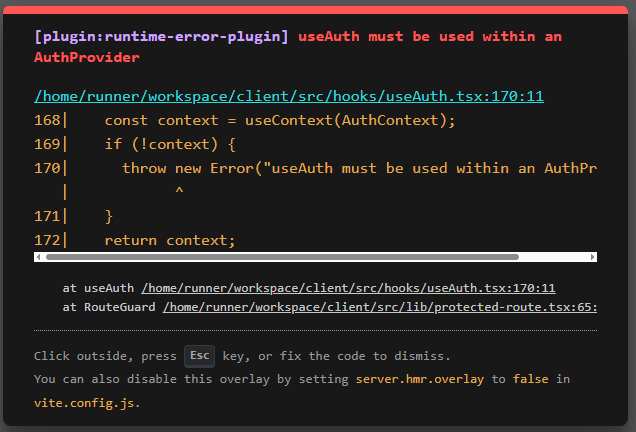 [plugin:runtime-error-plugin] useAuth must be used within an
AuthProvider
/home/runner/workspace/client/src/hooks/useAuth.tsx:170:11
168|    const context = useContext(AuthContext);
169|    if (!context) {
170|      throw new Error("useAuth must be used within an AuthPr
   |            ^
171|    }
172|    return context;
at useAuth /home/runner/workspace/client/src/hooks/useAuth.tsx:170:11
at RouteGuard /home/runner/workspace/client/src/lib/protected-route.tsx:65:
Click outside, press Esc key, or fix the code to dismiss.
You can also disable this overlay by setting server.hmr.overlay to false in
vite.config.js.